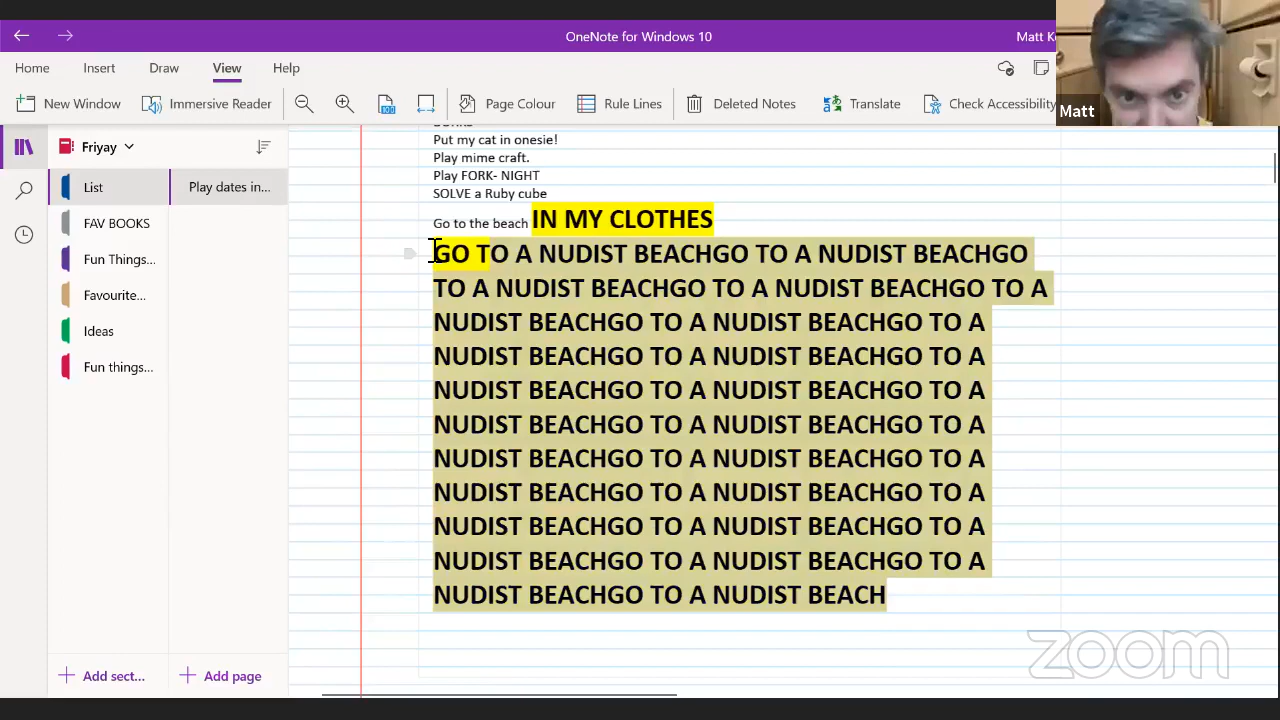 OneNote for Windows 10
Matt
Home Insert Draw View Help
New Window Immersive Reader Page Colour Rule Lines Deleted Notes Translate Check Accessibility
Matt
Friyay
List
FAV BOOKS
Fun Things...
Favourite...
Ideas
Fun things...
Play dates in...
Put my cat in onesie!
Play mime craft.
Play FORK- NIGHT
SOLVE a Ruby cube
Go to the beach IN MY CLOTHES
GO TO A NUDIST BEACHGO TO A NUDIST BEACHGO
TO A NUDIST BEACHGO TO A NUDIST BEACHGO TO A
NUDIST BEACHGO TO A NUDIST BEACHGO TO A
NUDIST BEACHGO TO A NUDIST BEACHGO TO A
NUDIST BEACHGO TO A NUDIST BEACHGO TO A
NUDIST BEACHGO TO A NUDIST BEACHGO TO A
NUDIST BEACHGO TO A NUDIST BEACHGO TO A
NUDIST BEACHGO TO A NUDIST BEACHGO TO A
NUDIST BEACHGO TO A NUDIST BEACHGO TO A
NUDIST BEACHGO TO A NUDIST BEACHGO TO A
NUDIST BEACHGO TO A NUDIST BEACH
Add sect... Add page
zoom